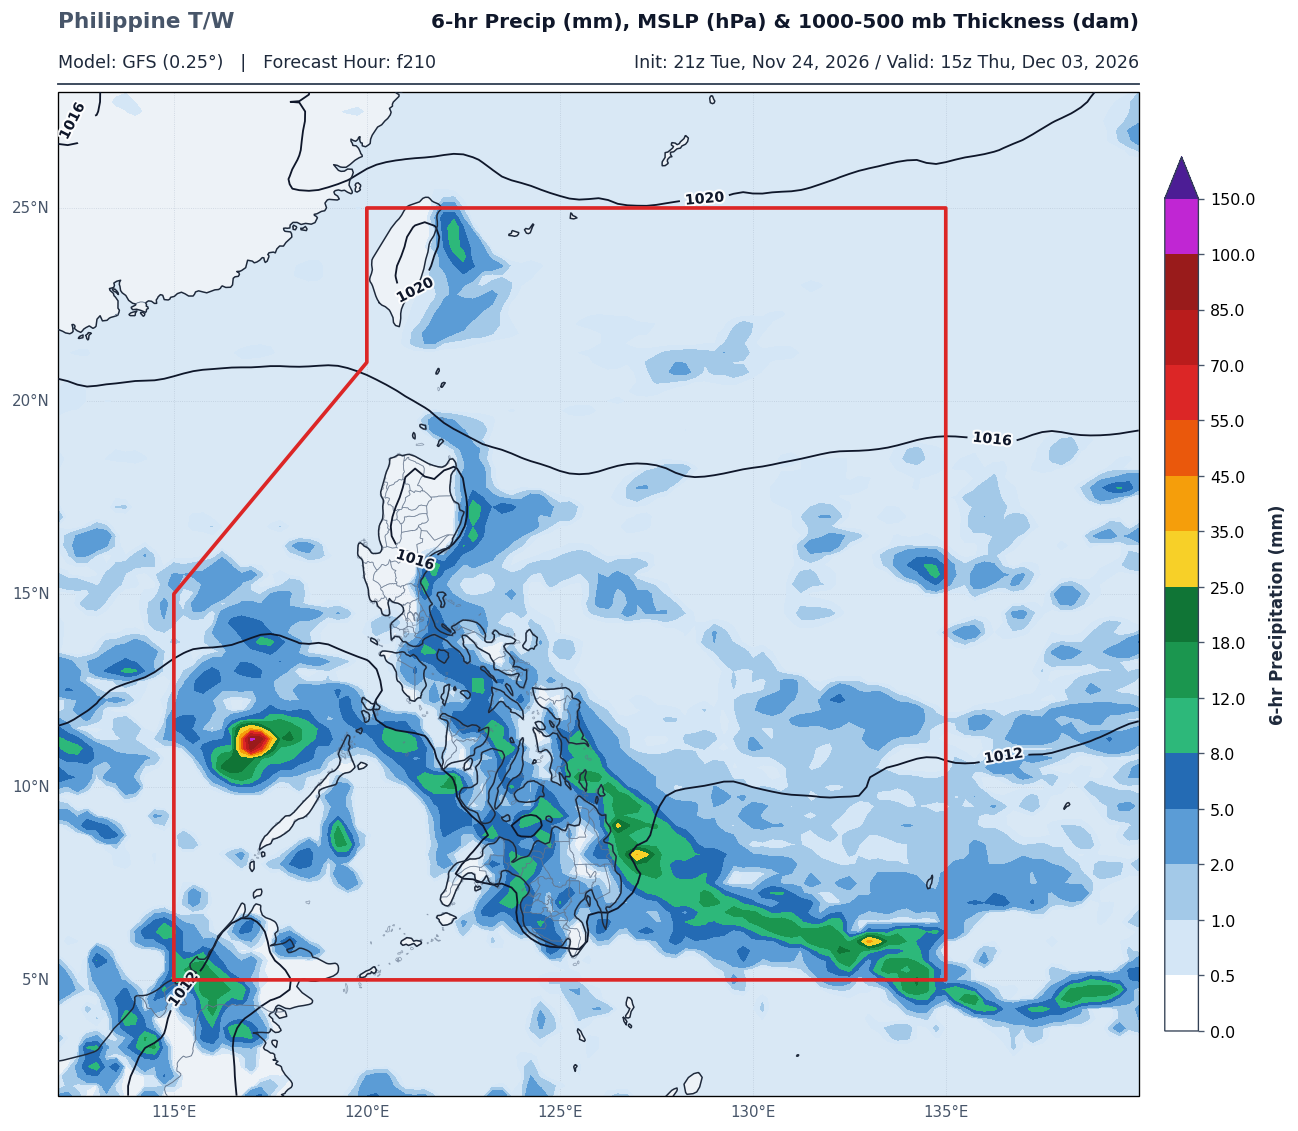 Philippine T/W
6-hr Precip (mm), MSLP (hPa) & 1000-500 mb Thickness (dam)
Model: GFS (0.25°) | Forecast Hour: f210
Init: 21z Tue, Nov 24, 2026 / Valid: 15z Thu, Dec 03, 2026
1016
1020
1020
1016
1016
1012
1012
25°N
20°N
15°N
10°N
5°N
115°E
120°E
125°E
130°E
135°E
150.0
100.0
85.0
70.0
55.0
45.0
35.0
25.0
18.0
12.0
8.0
5.0
2.0
1.0
0.5
0.0
6-hr Precipitation (mm)